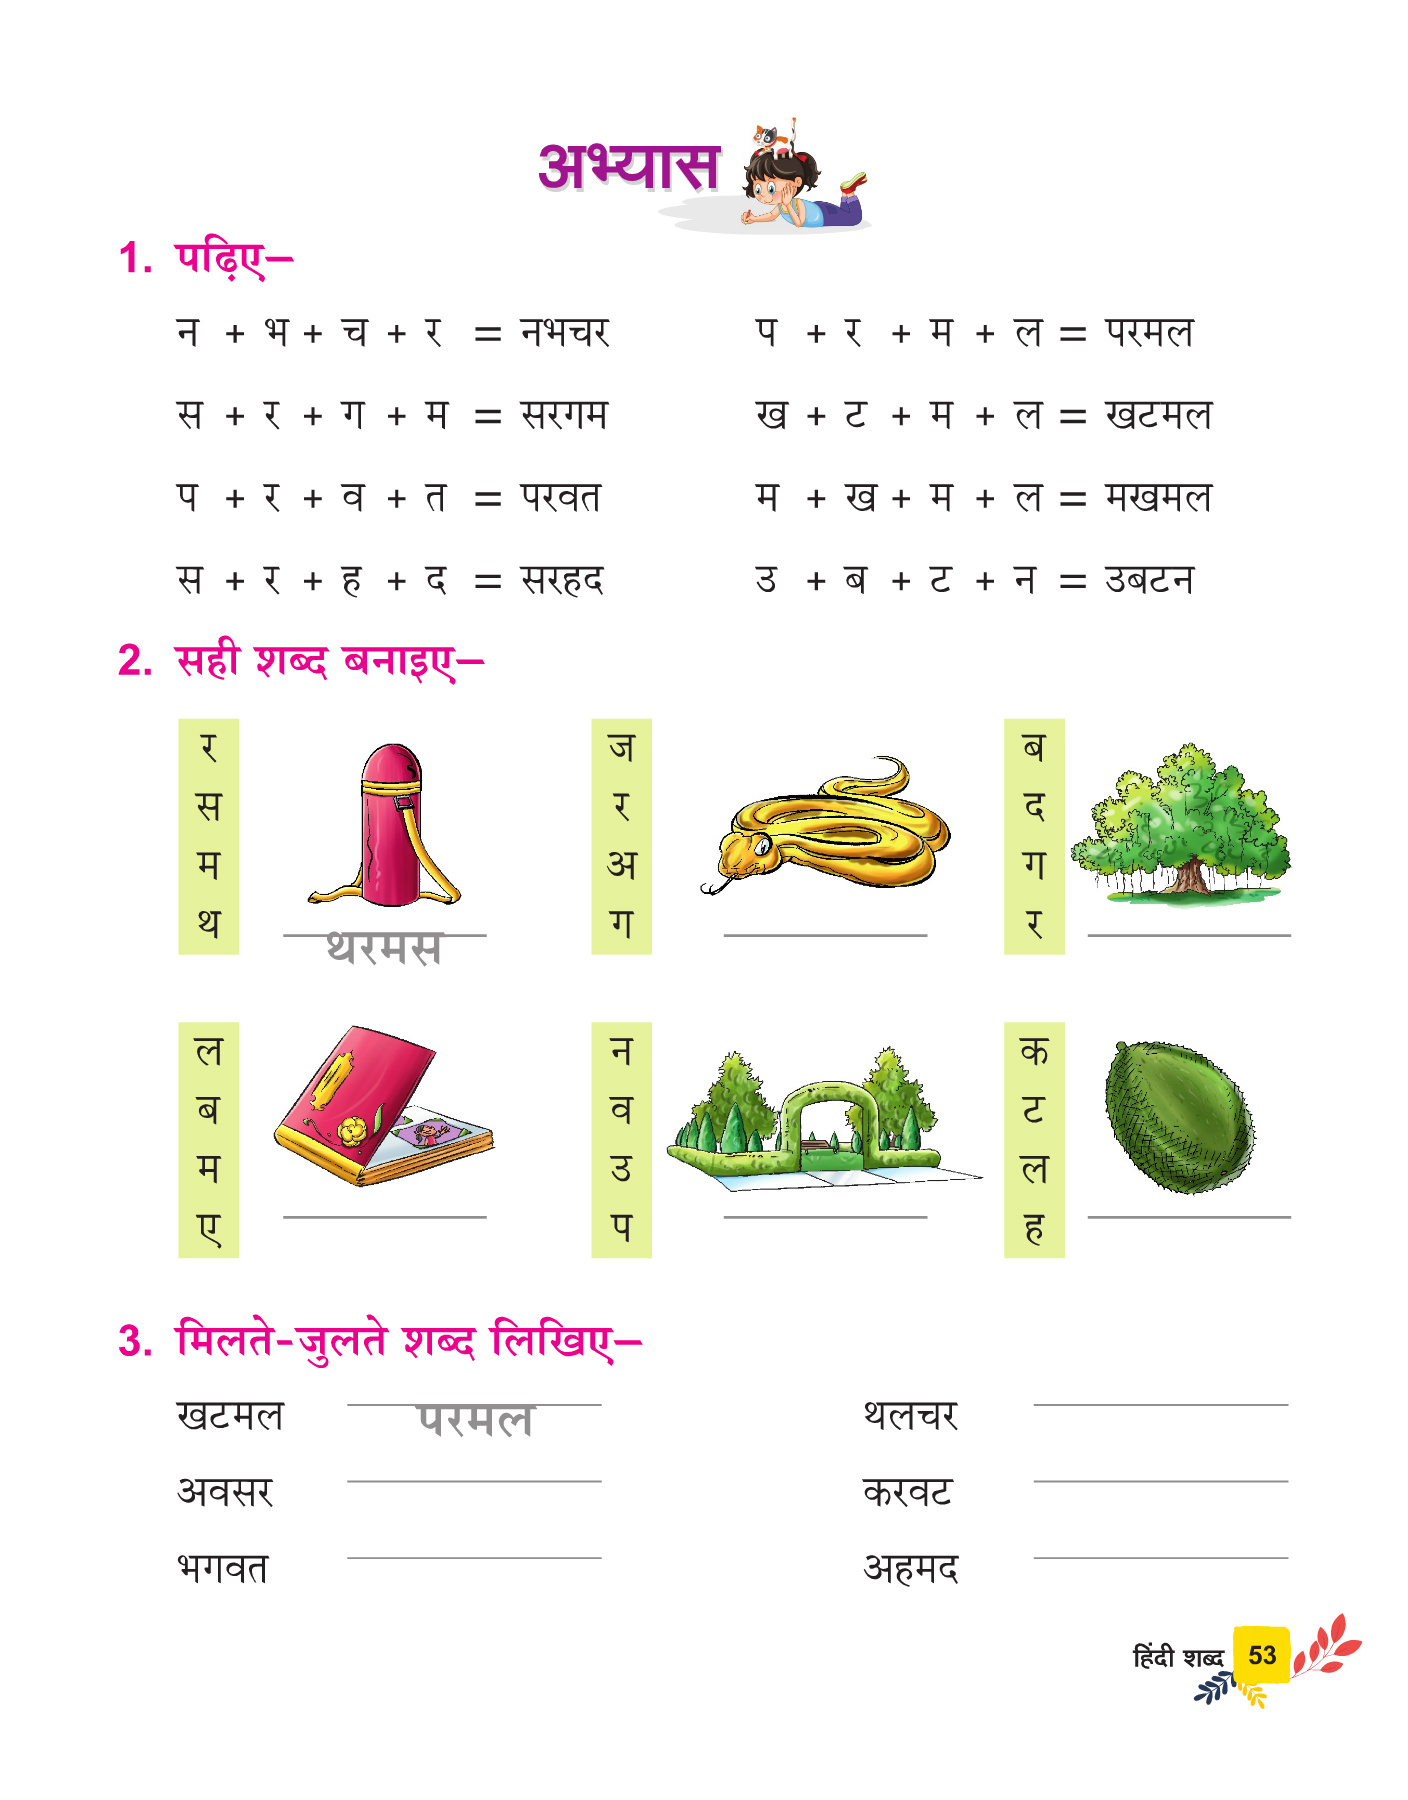 अभ्यास
1. पढ़िए–
न + भ + च + र = नभचर
प + र + म + ल = परमल
स + र + ग + म = सरगम
ख + ट + म + ल = खटमल
प + र + व + त = परवत
म + ख + म + ल = मखमल
स + र + ह + द = सरहद
उ + ब + ट + न = उबटन
2. सही शब्द बनाइए–
र
स
म
थ
थरमस
ज
र
अ
ग
ब
द
ग
र
ल
ब
म
ए
न
व
उ
प
क
ट
ल
ह
3. मिलते-जुलते शब्द लिखिए–
खटमल परमल
थलचर
अवसर
करवट
भगवत
अहमद
हिंदी शब्द 53